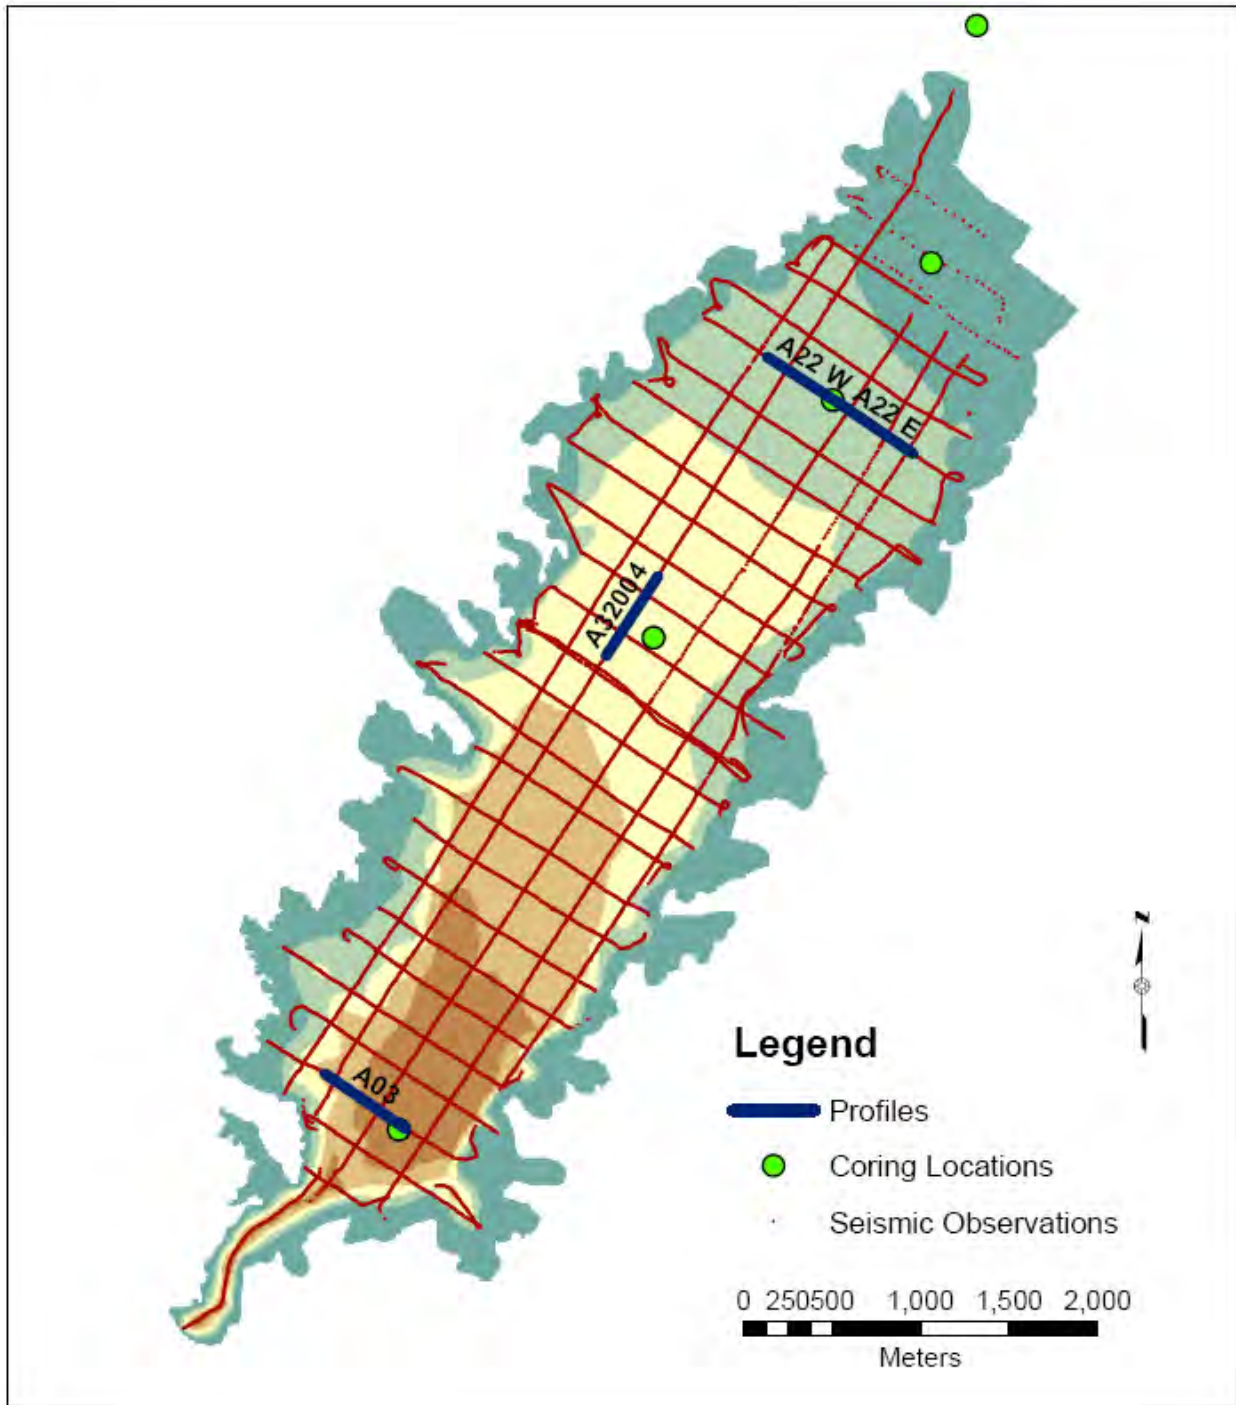 A22 W A22 E
A32004
A03
N
Legend
Profiles
Coring Locations
Seismic Observations
0 250500 1,000 1,500 2,000
Meters